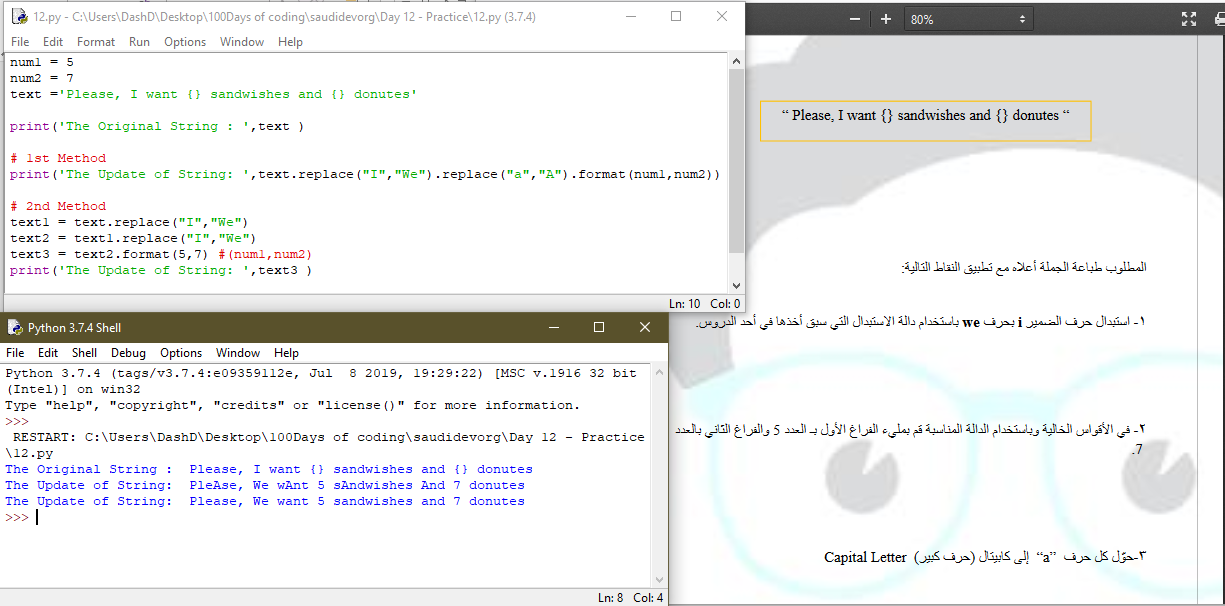 12.py - C:\Users\DashD\Desktop\100Days of coding\saudidevorg\Day 12 - Practice\12.py (3.7.4)
File Edit Format Run Options Window Help
num1 = 5
num2 = 7
text ='Please, I want {} sandwishes and {} donutes'
print('The Original String : ',text )
# 1st Method
print('The Update of String: ',text.replace("I","We").replace("a","A").format(num1,num2))
# 2nd Method
text1 = text.replace("I","We")
text2 = text1.replace("I","We")
text3 = text2.format(5,7) #(num1,num2)
print('The Update of String: ',text3 )
Ln: 10 Col: 0
Python 3.7.4 Shell
File Edit Shell Debug Options Window Help
Python 3.7.4 (tags/v3.7.4:e09359112e, Jul  8 2019, 19:29:22) [MSC v.1916 32 bit
(Intel)] on win32
Type "help", "copyright", "credits" or "license()" for more information.
>>>
RESTART: C:\Users\DashD\Desktop\100Days of coding\saudidevorg\Day 12 - Practice
\12.py
The Original String :  Please, I want {} sandwishes and {} donutes
The Update of String:  PleAse, We wAnt 5 sAndwishes And 7 donutes
The Update of String:  PleAse, We wAnt 5 sandwishes and 7 donutes
>>>
Ln: 8 Col: 4
80%
“ Please, I want {} sandwishes and {} donutes “
المطلوب طباعة الجملة أعلاه مع تطبيق النقاط التالية:
١- استبدال حرف الضمير i بحرف we باستخدام دالة الاستبدال التي سبق أخذها في أحد الدروس.
٢- في الأقواس الخالية وباستخدام الدالة المناسبة قم بمليء الفراغ الأول بـ العدد 5 والفراغ الثاني بالعدد
7.
٣-حوّل كل حرف ”a“ إلى كابيتال (حرف كبير) Capital Letter